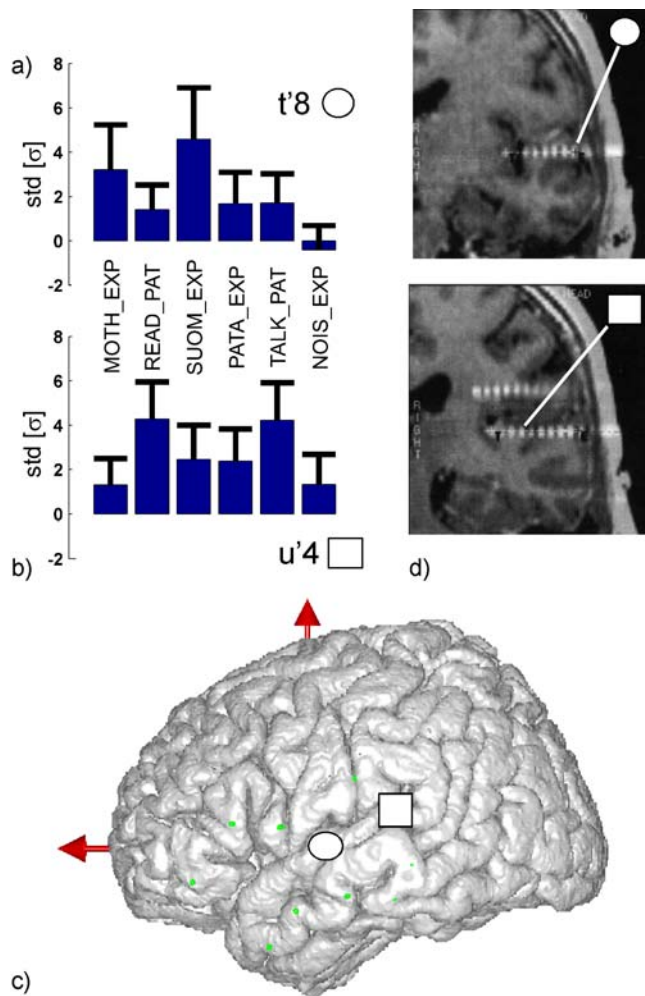 a)
std [σ]
8
6
4
2
0
-2
t'8
MOTH_EXP
READ_PAT
SUOM_EXP
PATA_EXP
TALK_PAT
NOIS_EXP
std [σ]
8
6
4
2
0
-2
u'4
b)
RIGHT
HEAD
RIGHT
d)
c)